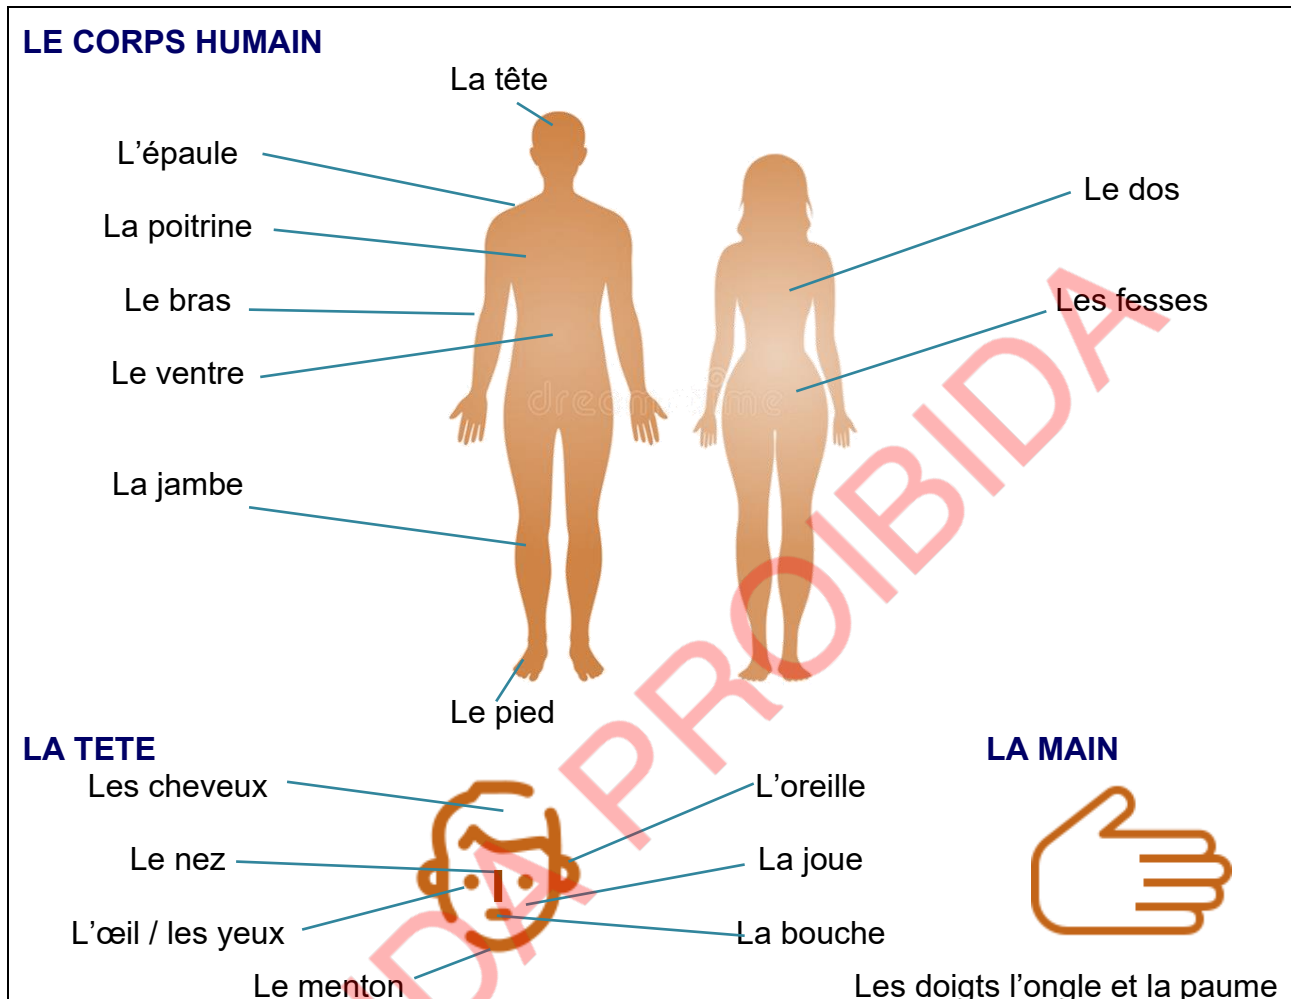 LE CORPS HUMAIN
La tête
L'épaule
Le dos
La poitrine
Le bras
Les fesses
Le ventre
dreamstime
La jambe
Le pied
LA TETE
LA MAIN
Les cheveux
L'oreille
Le nez
La joue
L'œil / les yeux
La bouche
Le menton
Les doigts l'ongle et la paume
IDA PROIBIDA